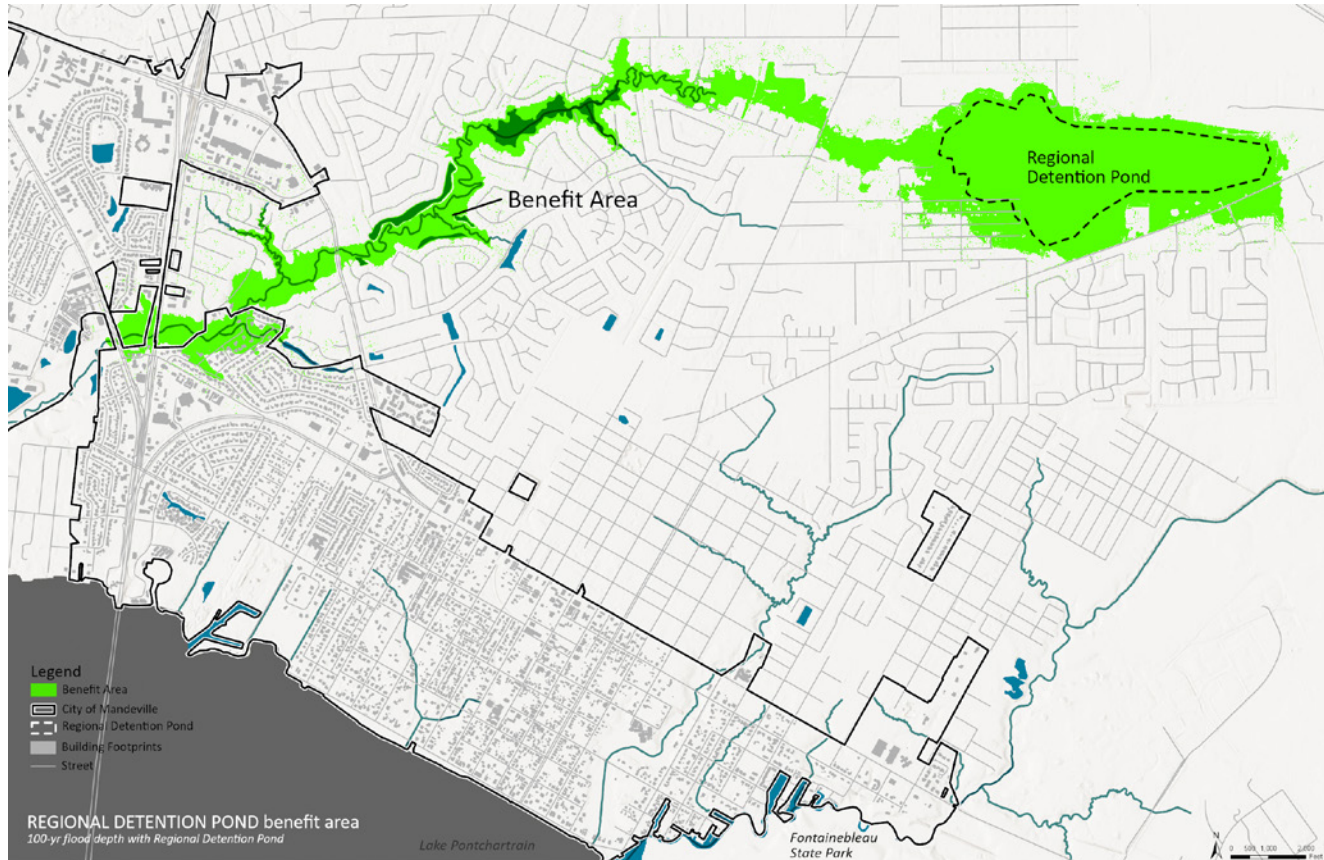 Regional
Detention Pond
Benefit Area
Legend
Benefit Area
City of Mandeville
Regional Detention Pond
Building Footprints
Street
REGIONAL DETENTION POND benefit area
100-yr flood depth with Regional Detention Pond
Lake Pontchartrain
Fontainebleau
State Park
N
0 500 1,000 2,000
Feet